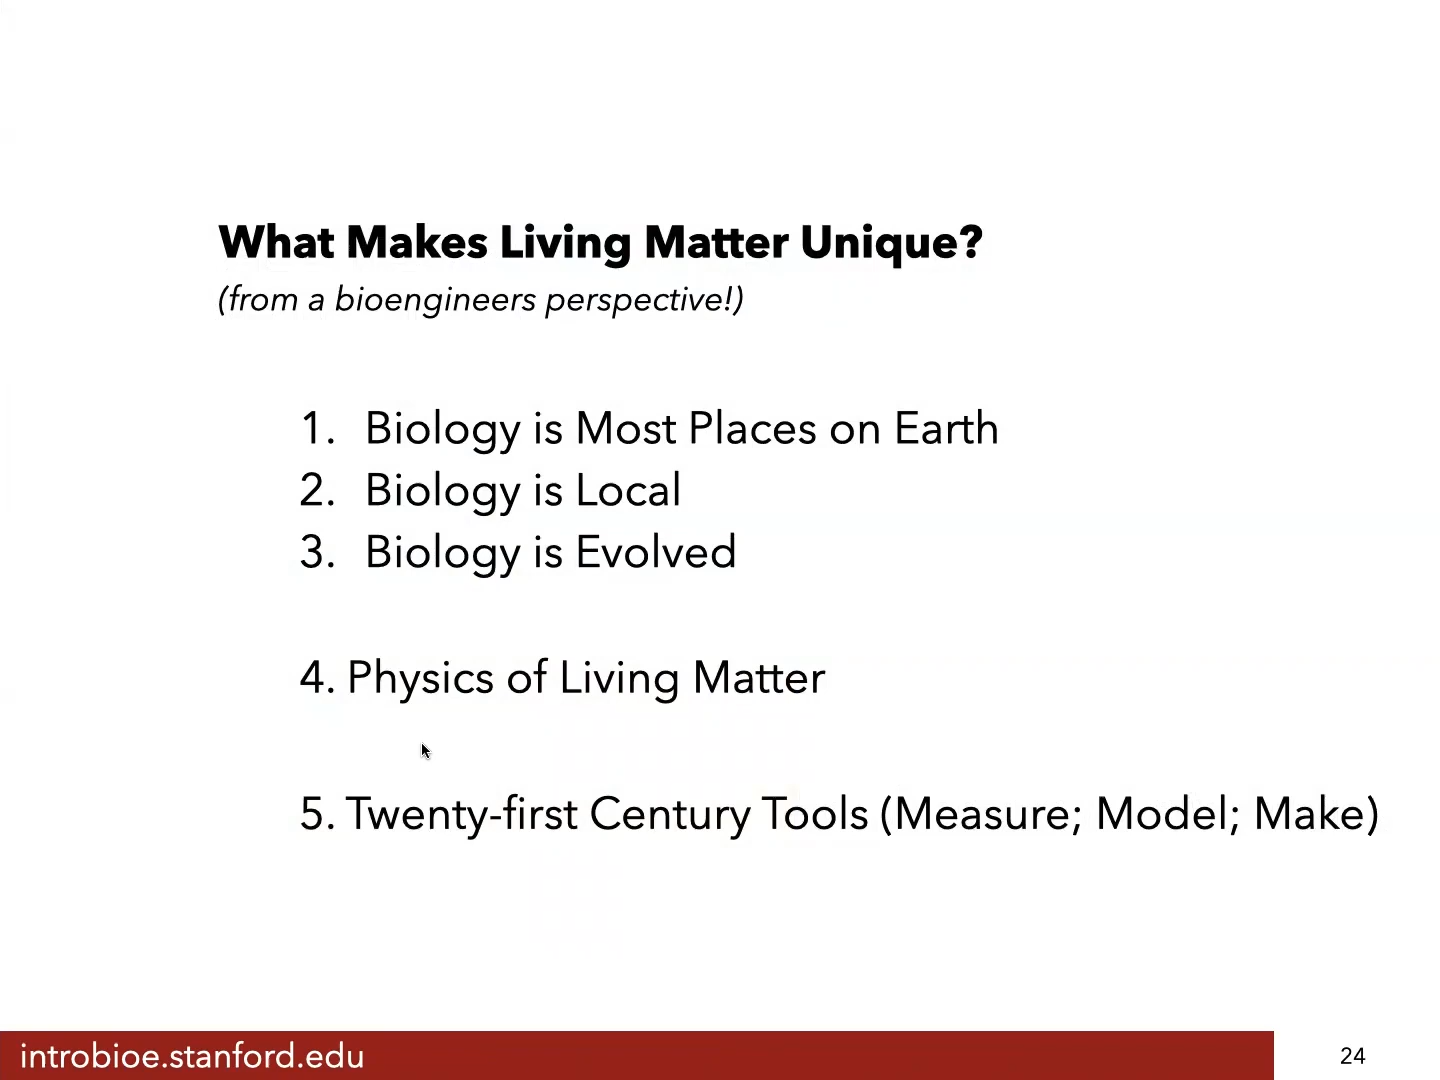 What Makes Living Matter Unique?
(from a bioengineers perspective!)
1. Biology is Most Places on Earth
2. Biology is Local
3. Biology is Evolved
4. Physics of Living Matter
5. Twenty-first Century Tools (Measure; Model; Make)
introbioe.stanford.edu
24